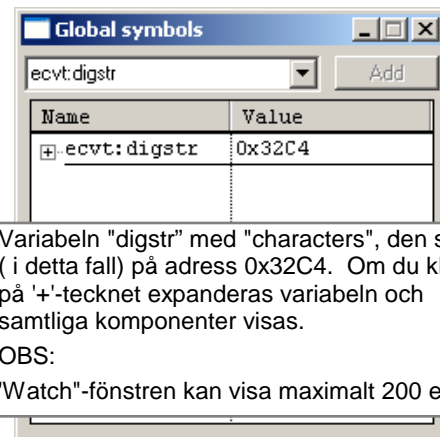 Global symbols
ecvt:digstr Add
Name Value
ecvt:digstr 0x32C4
Variabeln "digstr” med "characters", den
( i detta fall) på adress 0x32C4. Om du
på '+'-tecknet expanderas variabeln och
samtliga komponenter visas.
OBS:
"Watch"-fönstren kan visa maximalt 200